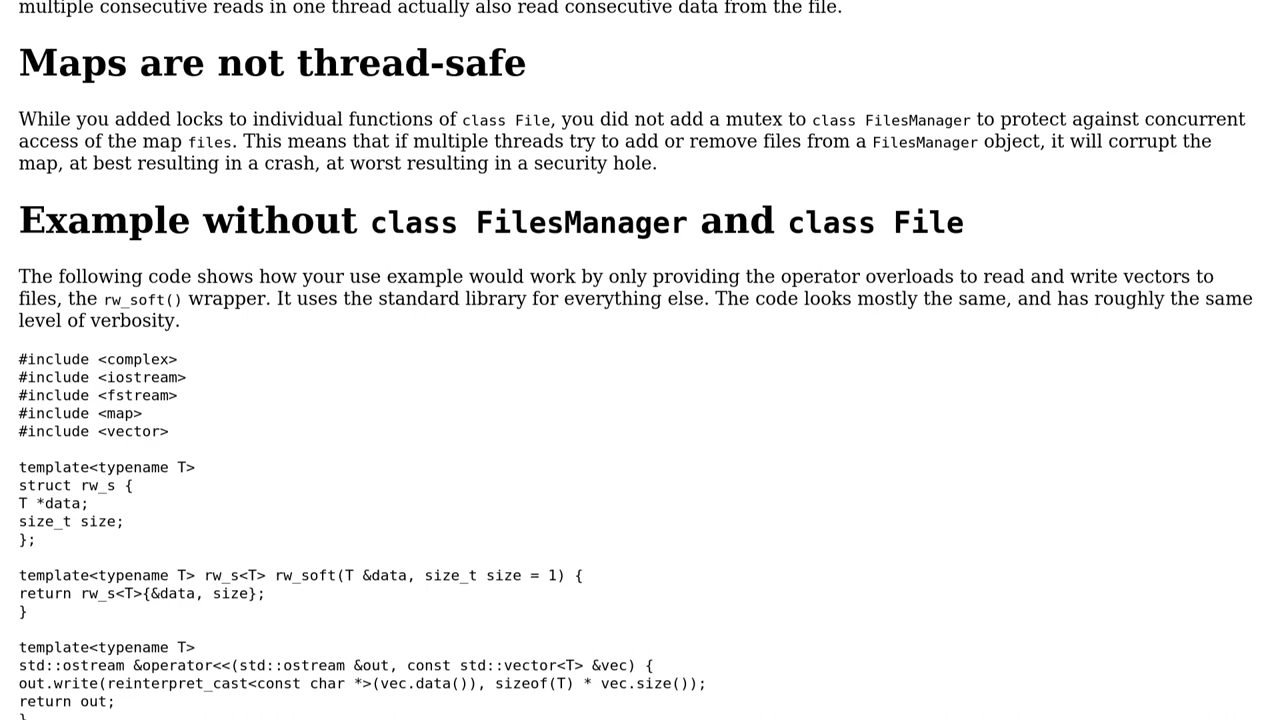 multiple consecutive reads in one thread actually also read consecutive data from the file.
Maps are not thread-safe
While you added locks to individual functions of class File, you did not add a mutex to class FilesManager to protect against concurrent
access of the map files. This means that if multiple threads try to add or remove files from a FilesManager object, it will corrupt the
map, at best resulting in a crash, at worst resulting in a security hole.
Example without class FilesManager and class File
The following code shows how your use example would work by only providing the operator overloads to read and write vectors to
files, the rw_soft() wrapper. It uses the standard library for everything else. The code looks mostly the same, and has roughly the same
level of verbosity.
#include <complex>
#include <iostream>
#include <fstream>
#include <map>
#include <vector>
template<typename T>
struct rw_s {
T *data;
size_t size;
};
template<typename T> rw_s<T> rw_soft(T &data, size_t size = 1) {
return rw_s<T>{&data, size};
}
template<typename T>
std::ostream &operator<<(std::ostream &out, const std::vector<T> &vec) {
out.write(reinterpret_cast<const char *>(vec.data()), sizeof(T) * vec.size());
return out;
}